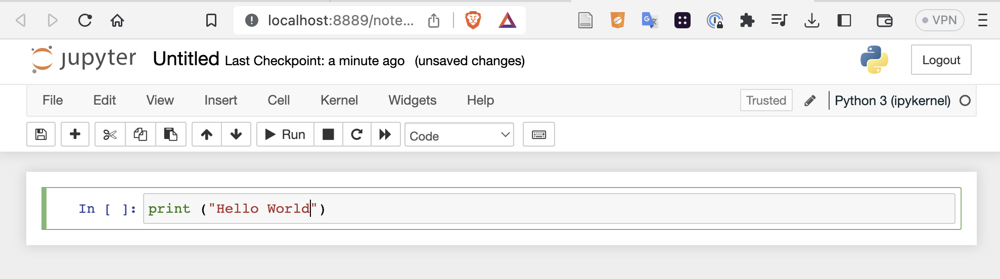 localhost:8889/note...
VPN
jupyter Untitled Last Checkpoint: a minute ago (unsaved changes)
Logout
File Edit View Insert Cell Kernel Widgets Help
Trusted
Python 3 (ipykernel)
Run
Code
In [ ]: print ("Hello World")